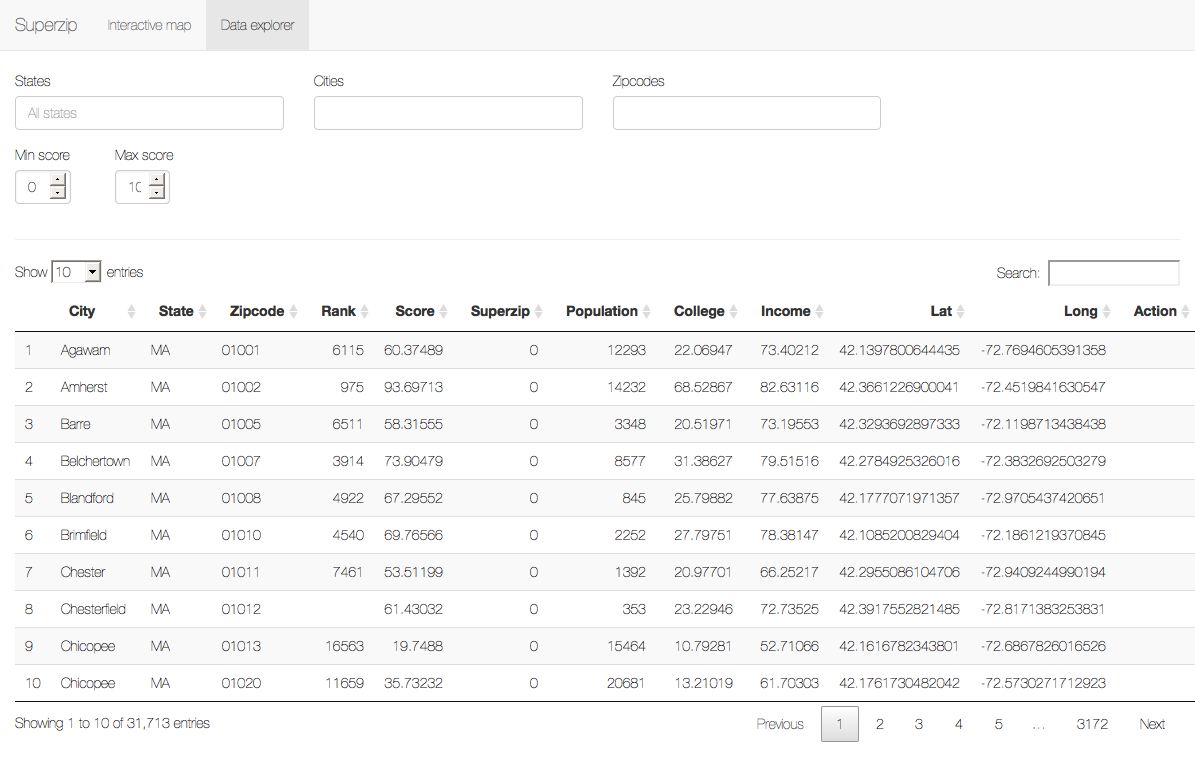 Superzip Interactive map Data explorer
States Cities Zipcodes
All states
Min score Max score
0 10
Show 10 entries Search:
City State Zipcode Rank Score Superzip Population College Income Lat Long Action
1 Agawam MA 01001 6115 60.37489 0 12293 22.06947 73.40212 42.1397800644435 -72.7694605391358
2 Amherst MA 01002 975 93.69713 0 14232 68.52867 82.63116 42.3661226900041 -72.4519841630547
3 Barre MA 01005 6511 58.31555 0 3348 20.51971 73.19553 42.3293692897333 -72.1198713438438
4 Belchertown MA 01007 3914 73.90479 0 8577 31.38627 79.51516 42.2784925326016 -72.3832692503279
5 Blandford MA 01008 4922 67.29552 0 845 25.79882 77.63875 42.1777071971357 -72.9705437420651
6 Brimfield MA 01010 4540 69.76566 0 2252 27.79751 78.38147 42.1085200829404 -72.1861219370845
7 Chester MA 01011 7461 53.51199 0 1392 20.97701 66.25217 42.2955086104706 -72.9409244990194
8 Chesterfield MA 01012 61.43032 0 353 23.22946 72.73525 42.3917552821485 -72.8171383253831
9 Chicopee MA 01013 16563 19.7488 0 15464 10.79281 52.71066 42.1616782343801 -72.6867826016526
10 Chicopee MA 01020 11659 35.73232 0 20681 13.21019 61.70303 42.1761730482042 -72.5730271712923
Showing 1 to 10 of 31,713 entries Previous 1 2 3 4 5 … 3172 Next